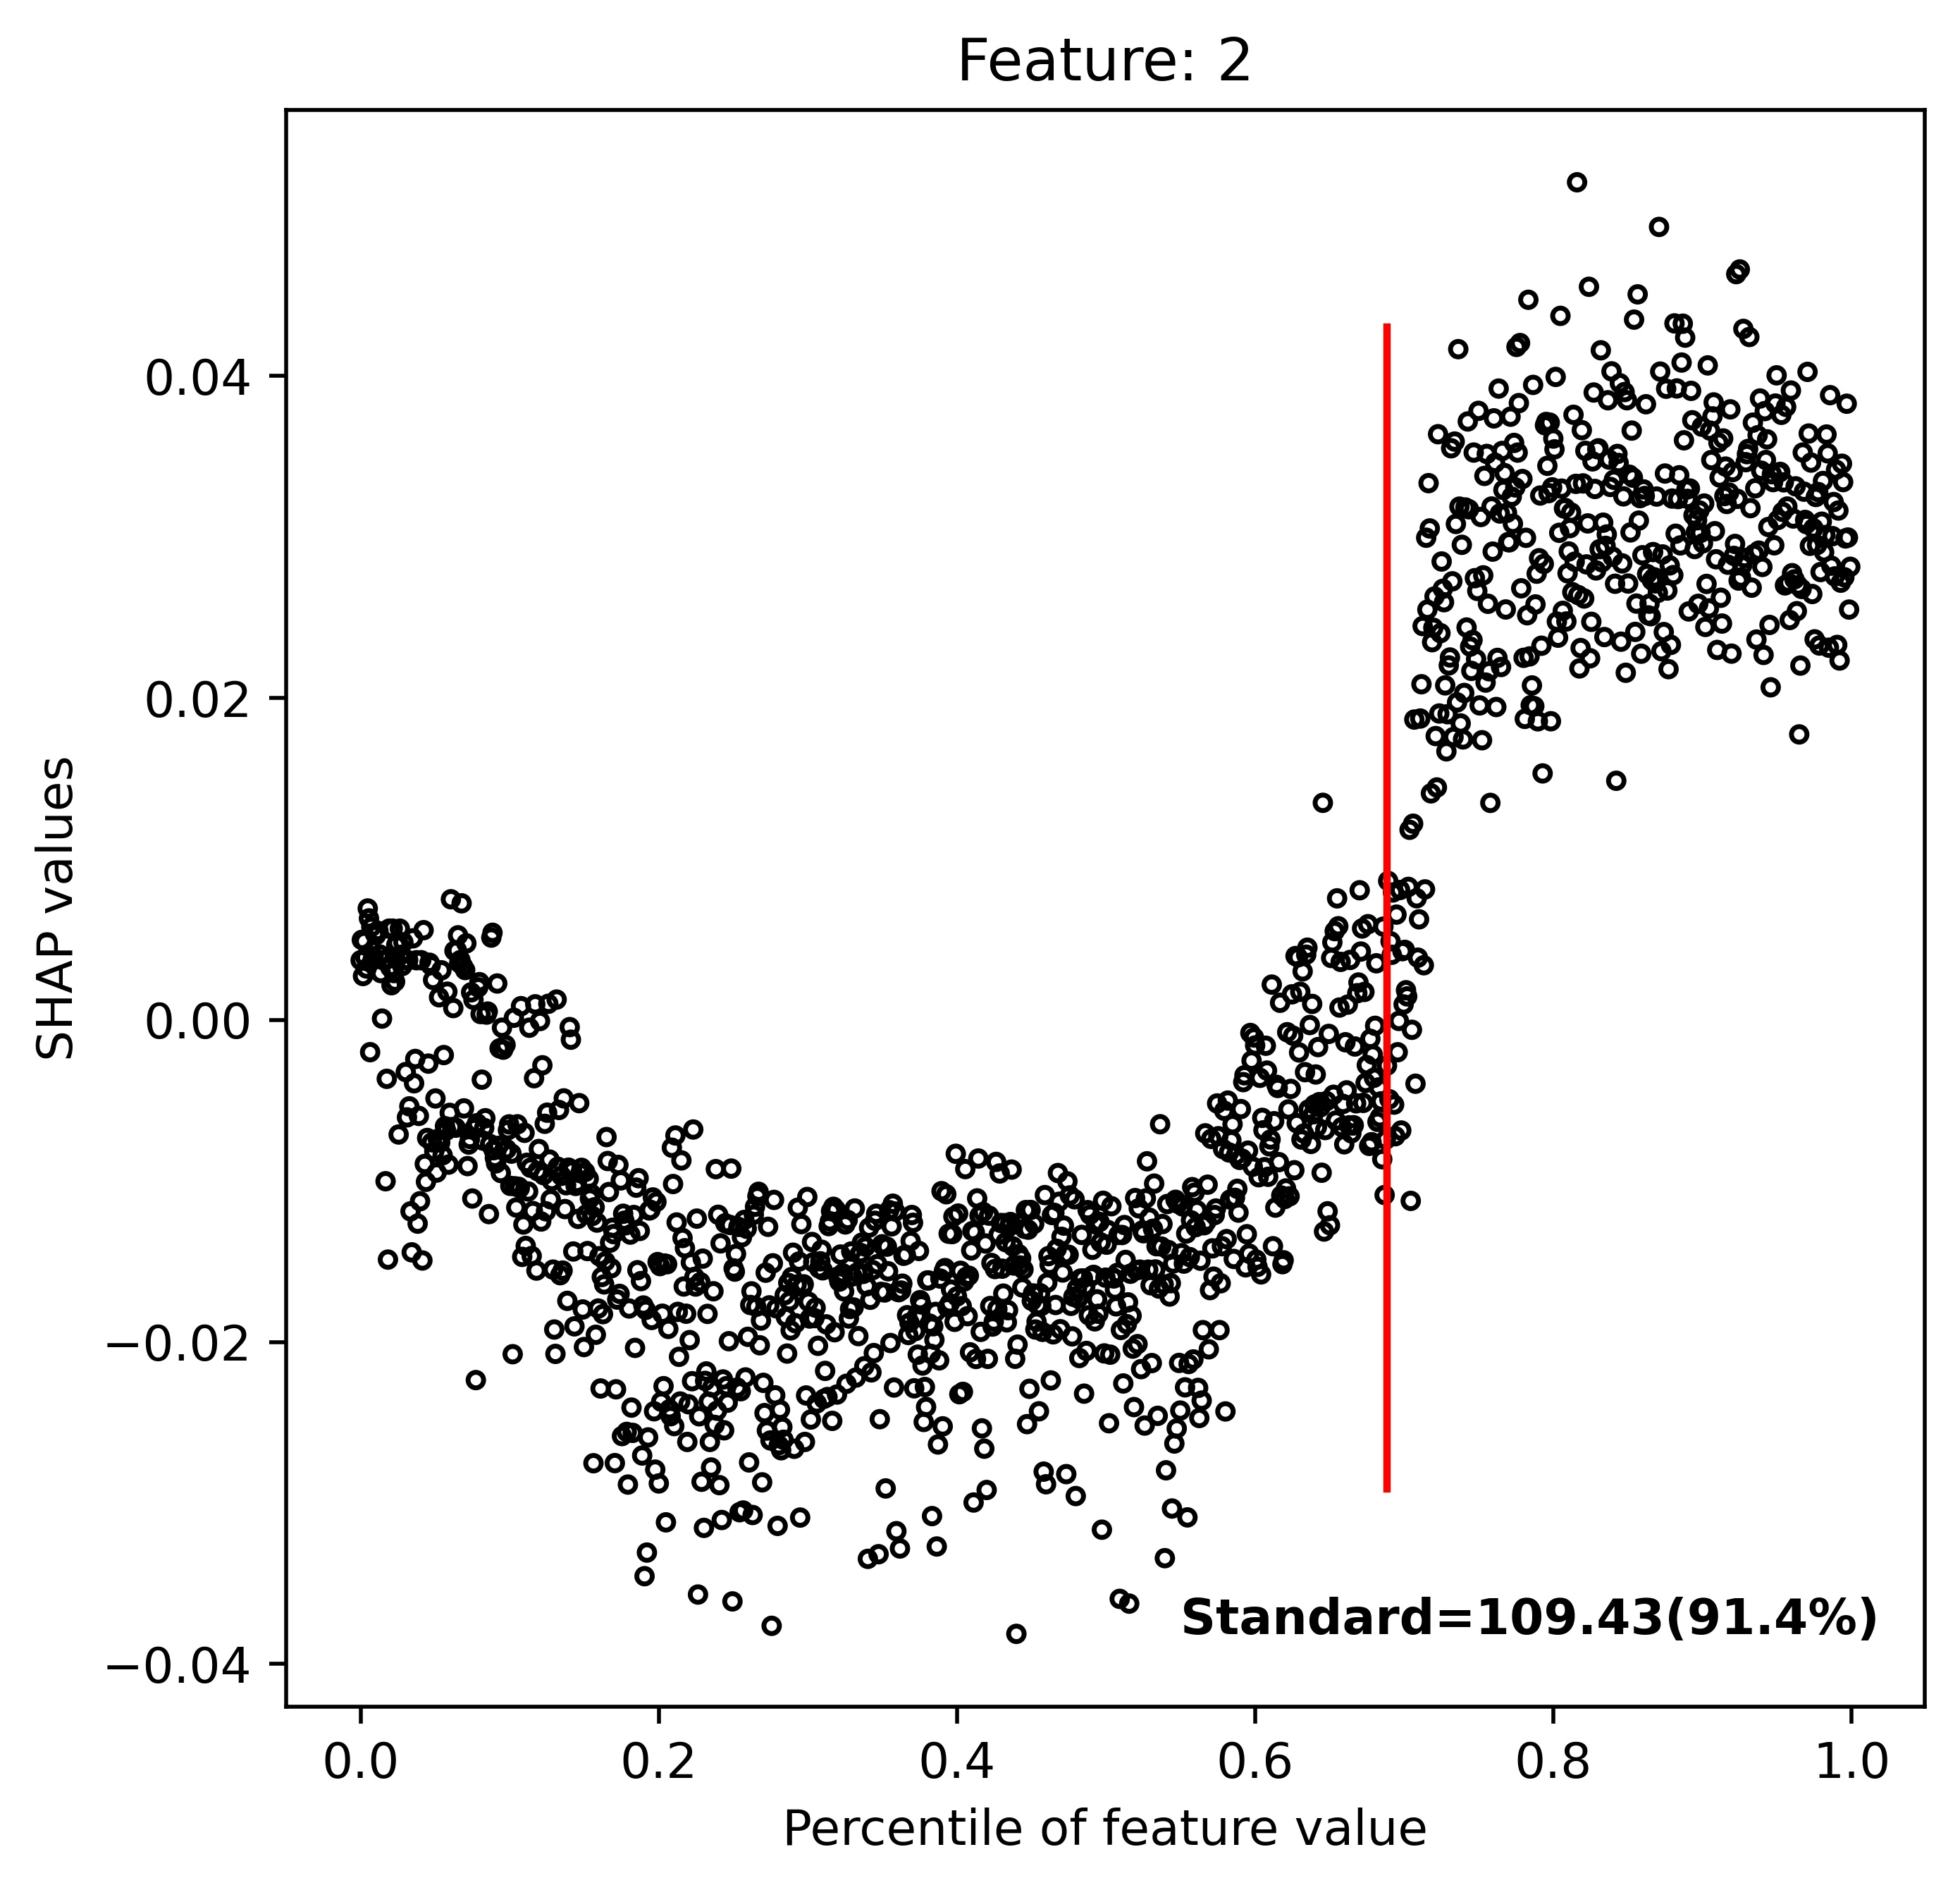 Feature: 2
SHAP values
0.04
0.02
0.00
−0.02
−0.04
Standard=109.43(91.4%)
0.0 0.2 0.4 0.6 0.8 1.0
Percentile of feature value